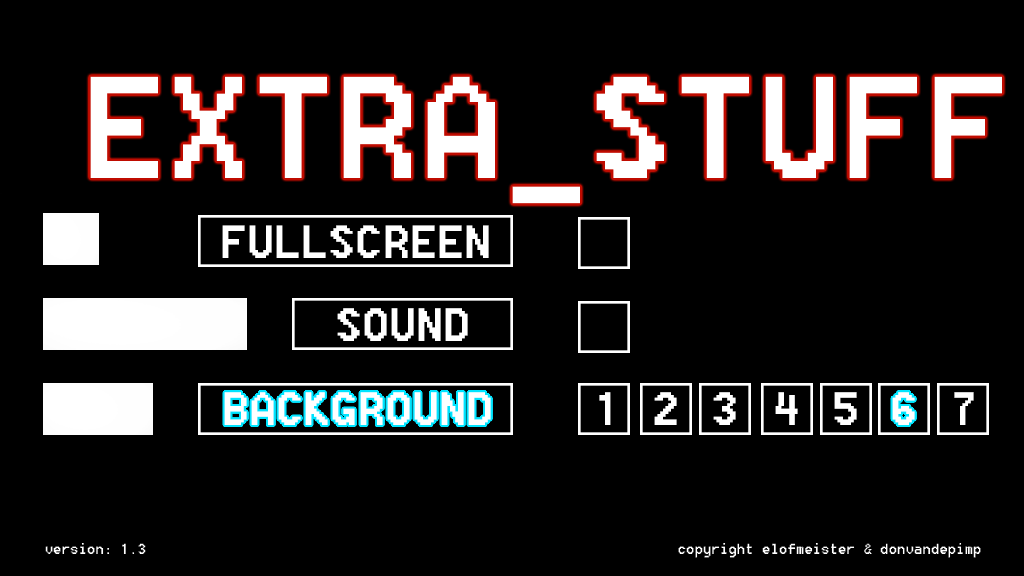 EXTRA_STUFF
FULLSCREEN
SOUND
BACKGROUND 1 2 3 4 5 6 7
version: 1.3 copyright elofmeister & donvandepimp